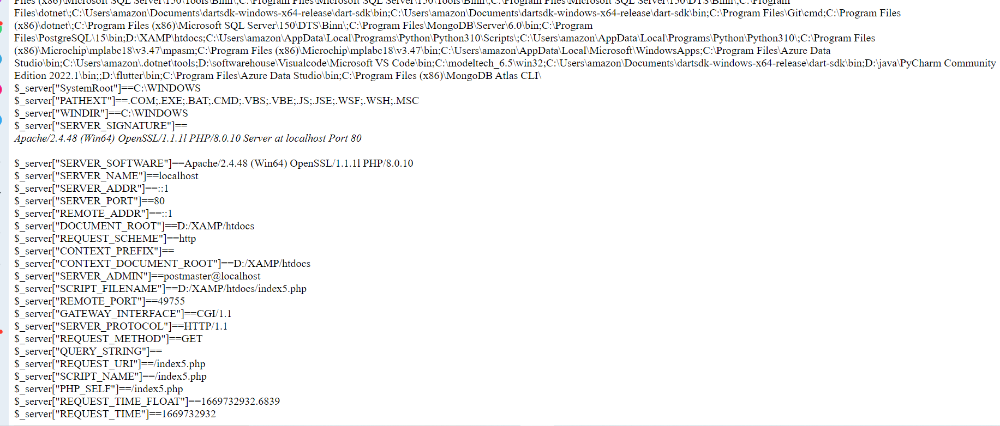 Files (x86)\Microsoft SQL Server\150\Tools\Binn\;C:\Program Files\Microsoft SQL Server\150\Tools\Binn\;C:\Program Files\Microsoft SQL Server\150\DTS\Binn\;C:\Program
Files\dotnet\;C:\Users\amazon\Documents\dartsdk-windows-x64-release\dart-sdk\bin;C:\Users\amazon\Documents\dartsdk-windows-x64-release\dart-sdk\bin;C:\Program Files\Git\cmd;C:\Program Files
(x86)\dotnet\;C:\Program Files (x86)\Microsoft SQL Server\150\DTS\Binn\;C:\Program Files\MongoDB\Server\6.0\bin;C:\Program
Files\PostgreSQL\15\bin;D:\XAMP\htdocs;C:\Users\amazon\AppData\Local\Programs\Python\Python310\Scripts\;C:\Users\amazon\AppData\Local\Programs\Python\Python310\;C:\Program Files
(x86)\Microchip\mplabc18\v3.47\mpasm;C:\Program Files (x86)\Microchip\mplabc18\v3.47\bin;C:\Users\amazon\AppData\Local\Microsoft\WindowsApps;C:\Program Files\Azure Data
Studio\bin;C:\Users\amazon\.dotnet\tools;D:\softwarehouse\Visualcode\Microsoft VS Code\bin;C:\modeltech_6.5\win32;C:\Users\amazon\Documents\dartsdk-windows-x64-release\dart-sdk\bin;D:\java\PyCharm Community
Edition 2022.1\bin;;D:\flutter\bin;C:\Program Files\Azure Data Studio\bin;C:\Program Files (x86)\MongoDB Atlas CLI\
$_server["SystemRoot"]==C:\WINDOWS
$_server["PATHEXT"]==.COM;.EXE;.BAT;.CMD;.VBS;.VBE;.JS;.JSE;.WSF;.WSH;.MSC
$_server["WINDIR"]==C:\WINDOWS
$_server["SERVER_SIGNATURE"]==
Apache/2.4.48 (Win64) OpenSSL/1.1.1l PHP/8.0.10 Server at localhost Port 80
$_server["SERVER_SOFTWARE"]==Apache/2.4.48 (Win64) OpenSSL/1.1.1l PHP/8.0.10
$_server["SERVER_NAME"]==localhost
$_server["SERVER_ADDR"]==::1
$_server["SERVER_PORT"]==80
$_server["REMOTE_ADDR"]==::1
$_server["DOCUMENT_ROOT"]==D:/XAMP/htdocs
$_server["REQUEST_SCHEME"]==http
$_server["CONTEXT_PREFIX"]==
$_server["CONTEXT_DOCUMENT_ROOT"]==D:/XAMP/htdocs
$_server["SERVER_ADMIN"]==postmaster@localhost
$_server["SCRIPT_FILENAME"]==D:/XAMP/htdocs/index5.php
$_server["REMOTE_PORT"]==49755
$_server["GATEWAY_INTERFACE"]==CGI/1.1
$_server["SERVER_PROTOCOL"]==HTTP/1.1
$_server["REQUEST_METHOD"]==GET
$_server["QUERY_STRING"]==
$_server["REQUEST_URI"]==/index5.php
$_server["SCRIPT_NAME"]==/index5.php
$_server["PHP_SELF"]==/index5.php
$_server["REQUEST_TIME_FLOAT"]==1669732932.6839
$_server["REQUEST_TIME"]==1669732932